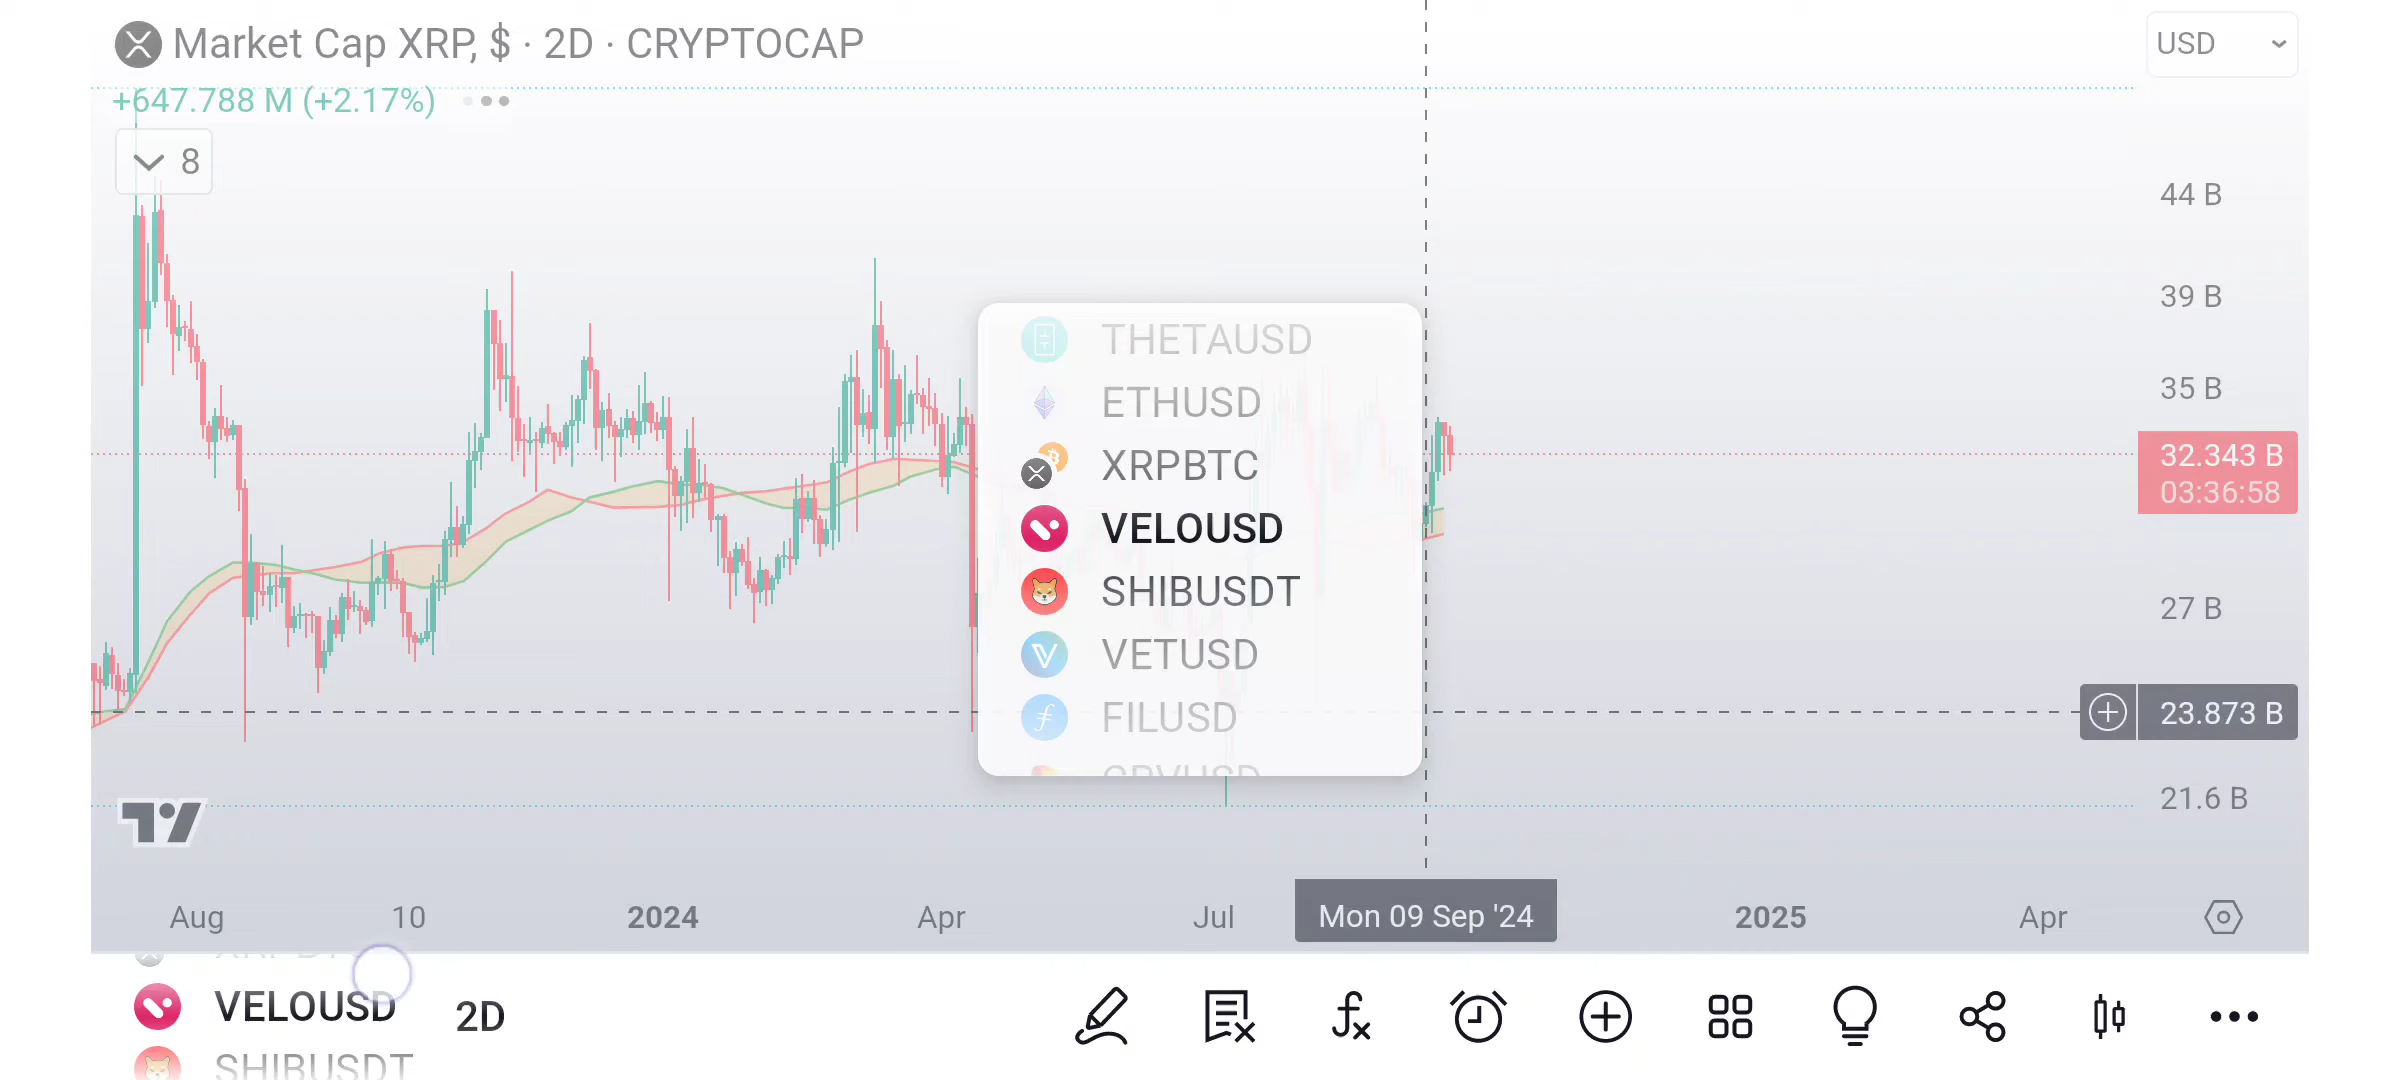 Market Cap XRP, $ · 2D · CRYPTOCAP
USD
+647.788 M (+2.17%)
8
44 B
39 B
35 B
32.343 B
03:36:58
27 B
23.873 B
21.6 B
THETAUSD
ETHUSD
XRPBTC
VELOUSD
SHIBUSDT
VETUSD
FILUSD
Aug
10
2024
Apr
Jul
Mon 09 Sep '24
2025
Apr
VELOUSD
2D
SHIBUSDT